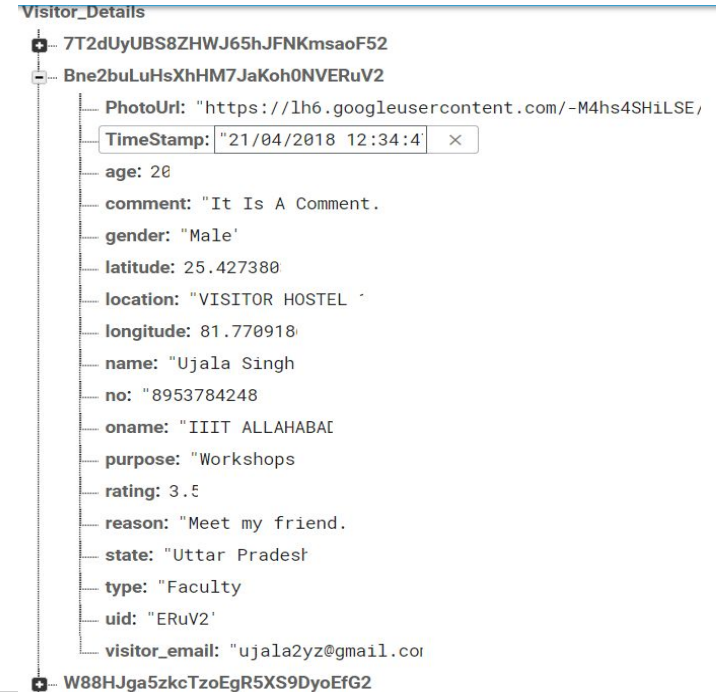 Visitor_Details
7T2dUyUBS8ZHWJ65hJFNKmsaoF52
Bne2buLuHsXhHM7JaKoh0NVERuV2
PhotoUrl: "https://lh6.googleusercontent.com/-M4hs4SHiLSE/
TimeStamp: "21/04/2018 12:34:4
age: 20
comment: "It Is A Comment.
gender: "Male"
latitude: 25.427380
location: "VISITOR HOSTEL
longitude: 81.770918
name: "Ujala Singh
no: "8953784248
oname: "IIIT ALLAHABAD
purpose: "Workshops
rating: 3.5
reason: "Meet my friend.
state: "Uttar Pradesh
type: "Faculty
uid: "ERuV2"
visitor_email: "ujala2yz@gmail.com
W88HJga5zkcTzoEgR5XS9DyoEfG2